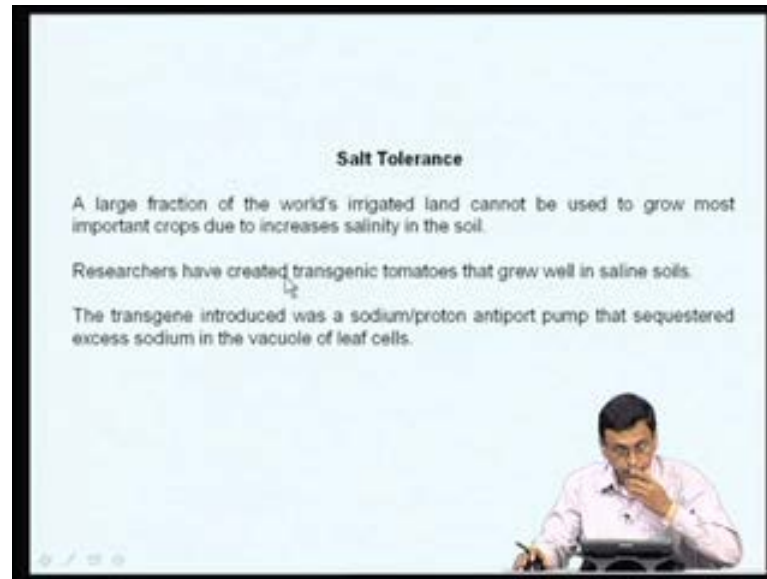 Salt Tolerance
A large fraction of the world's irrigated land cannot be used to grow most
important crops due to increases salinity in the soil.
Researchers have created transgenic tomatoes that grew well in saline soils.
The transgene introduced was a sodium/proton antiport pump that sequestered
excess sodium in the vacuole of leaf cells.